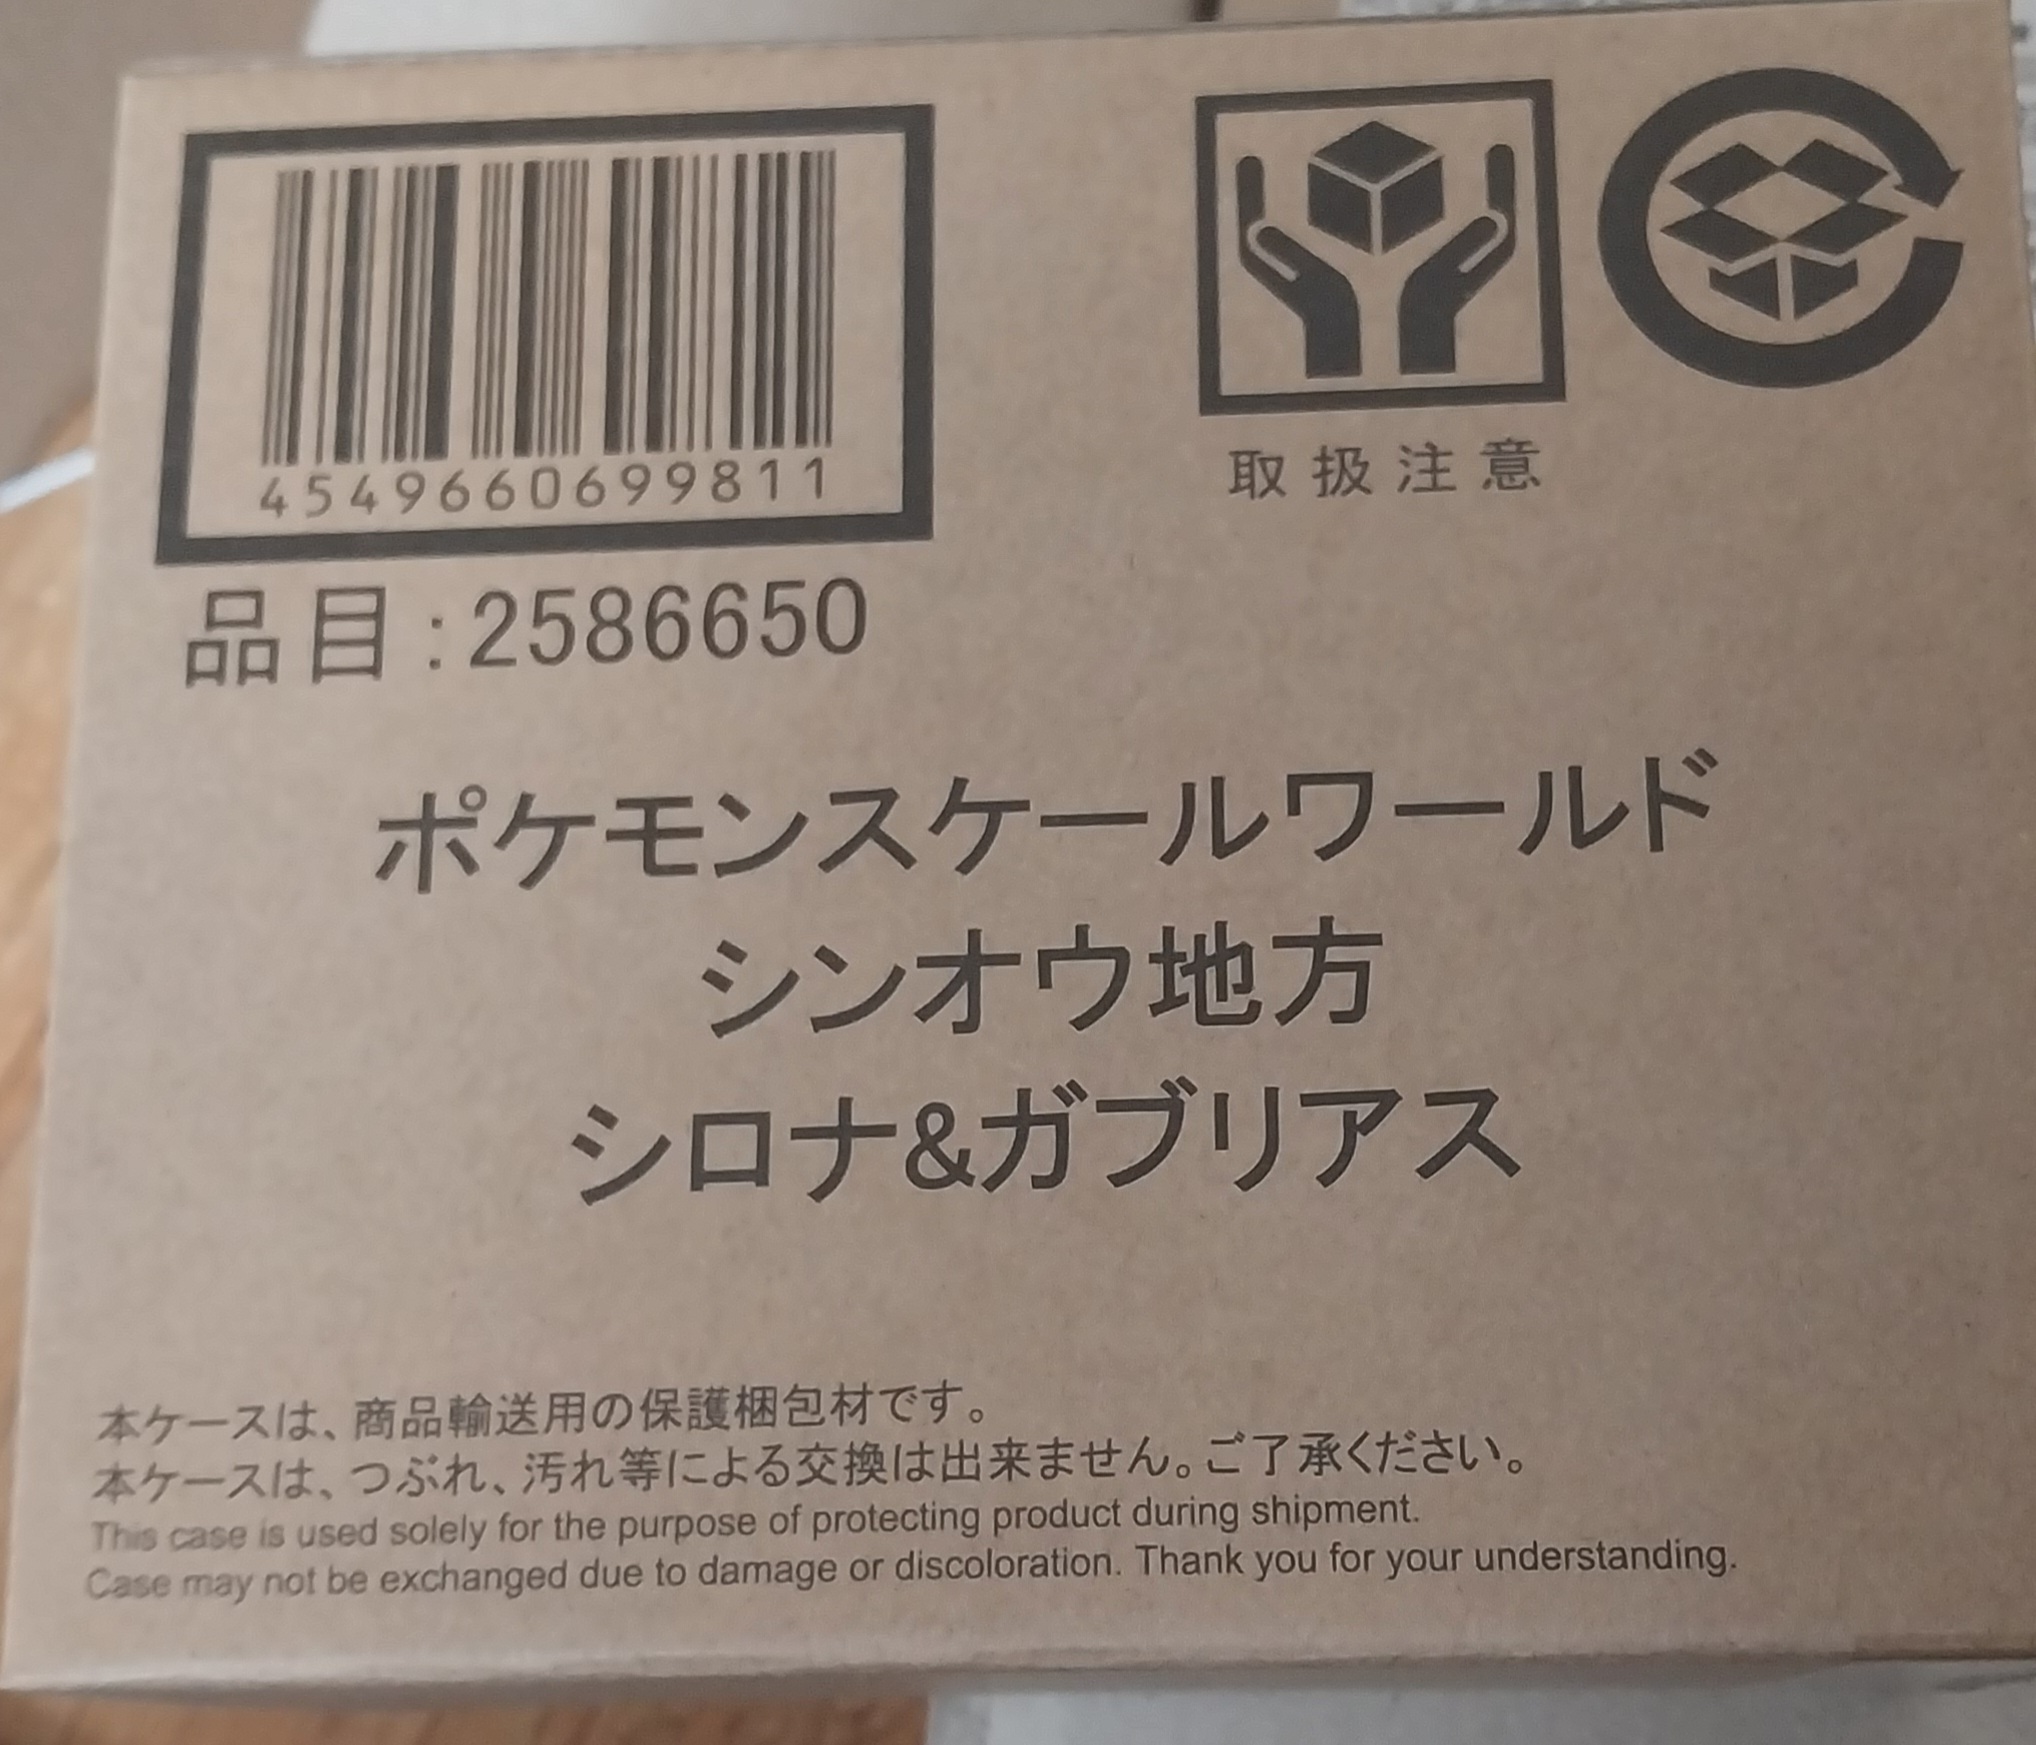 4549660699811
取扱注意
品目:2586650
ポケモンスケールワールド
シンオウ地方
シロナ&ガブリアス
本ケースは、商品輸送用の保護梱包材です。
本ケースは、つぶれ、汚れ等による交換は出来ません。ご了承ください。
This case is used solely for the purpose of protecting product during shipment.
Case may not be exchanged due to damage or discoloration. Thank you for your understanding.